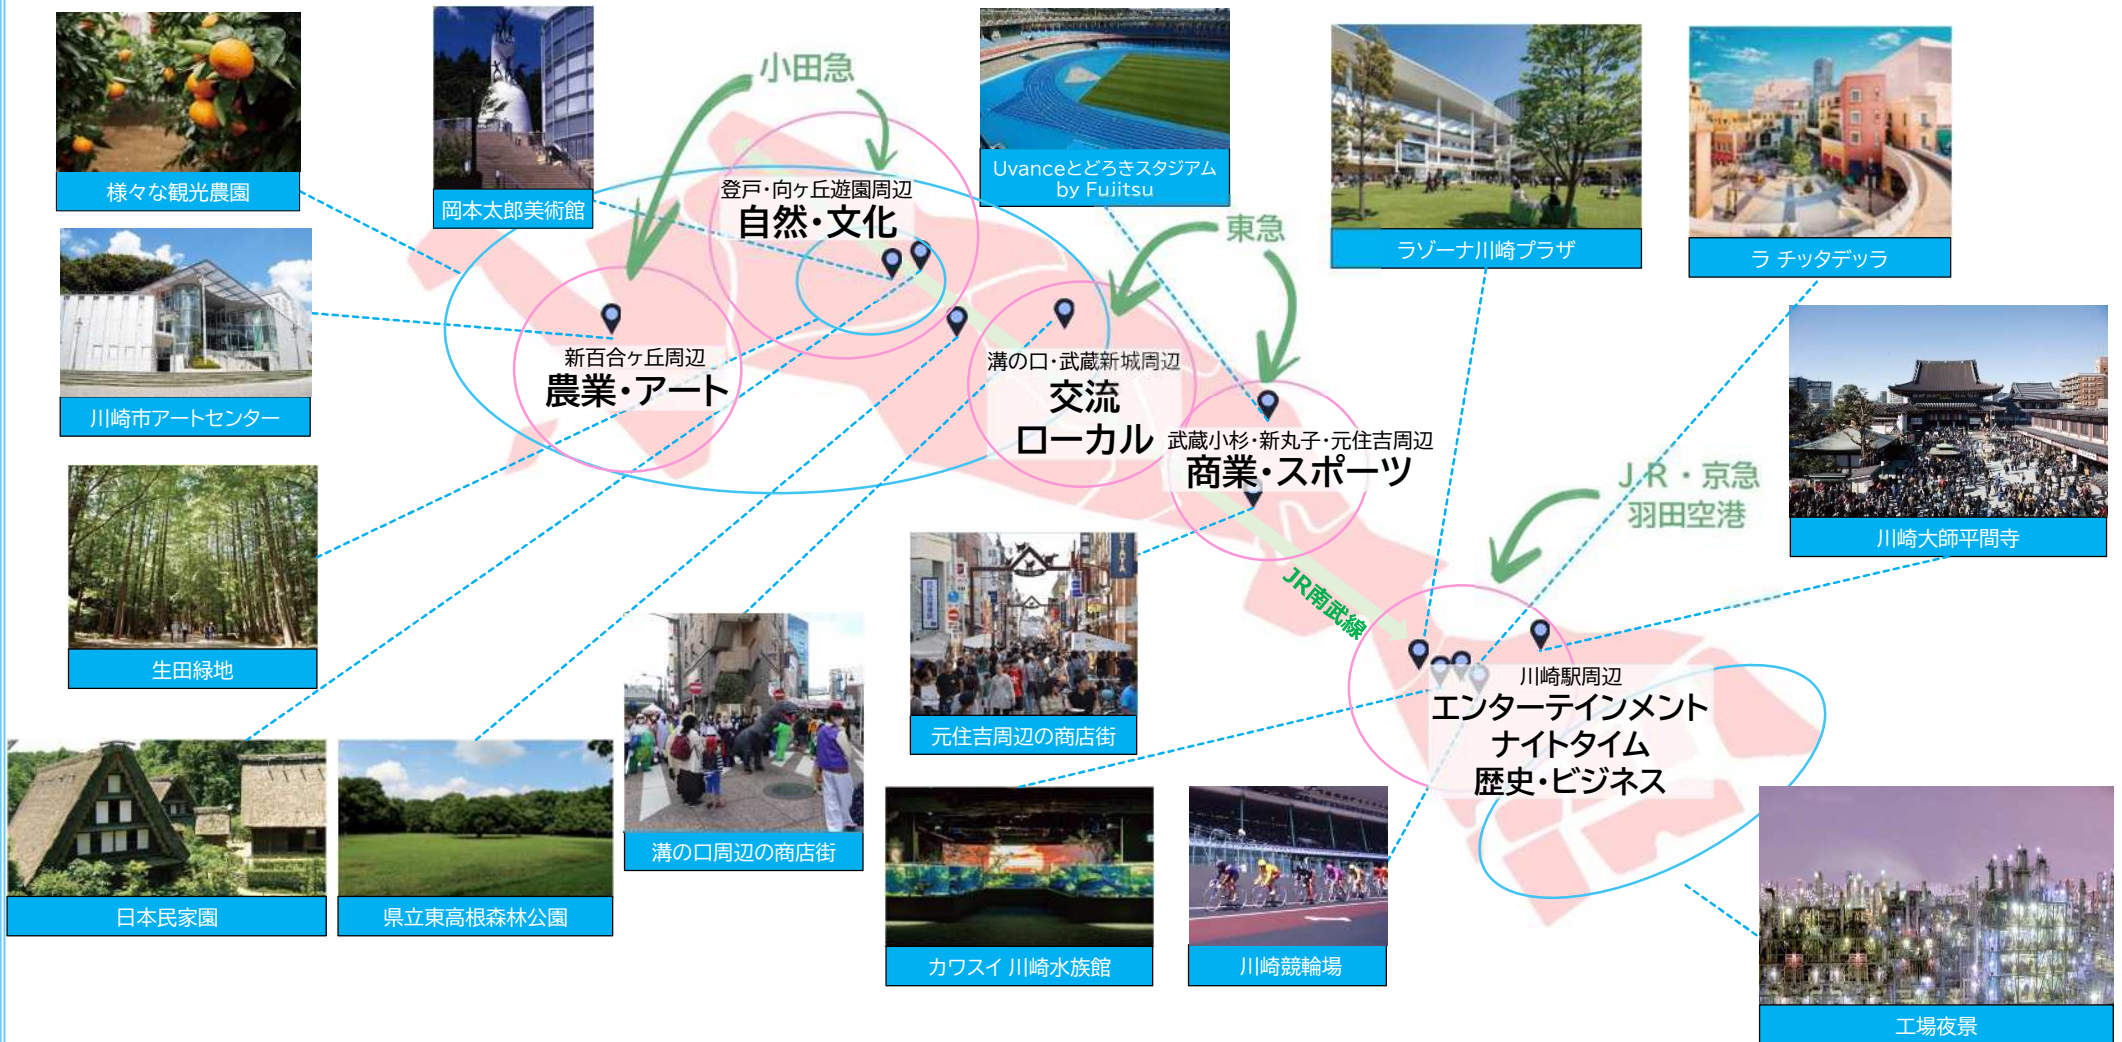 小田急
様々な観光農園
岡本太郎美術館
登戸・向ヶ丘遊園周辺
自然・文化
Uvanceとどろきスタジアム
by Fujitsu
東急
ラゾーナ川崎プラザ
ラ チッタデッラ
川崎市アートセンター
新百合ヶ丘周辺
農業・アート
溝の口・武蔵新城周辺
交流
ローカル
武蔵小杉・新丸子・元住吉周辺
商業・スポーツ
JR・京急
羽田空港
川崎大師平間寺
生田緑地
JR南武線
元住吉周辺の商店街
川崎駅周辺
エンターテインメント
ナイトタイム
歴史・ビジネス
日本民家園
県立東高根森林公園
溝の口周辺の商店街
カワスイ 川崎水族館
川崎競輪場
工場夜景